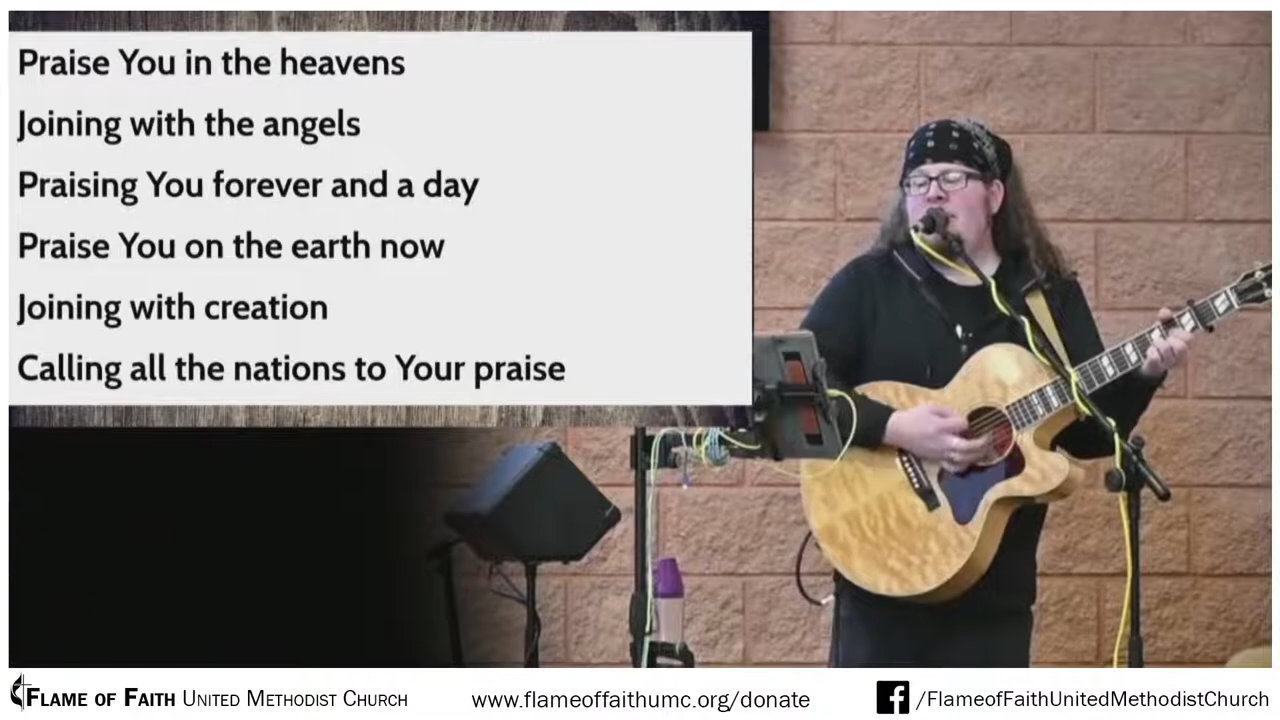 Praise You in the heavens
Joining with the angels
Praising You forever and a day
Praise You on the earth now
Joining with creation
Calling all the nations to Your praise
FLAME OF FAITH UNITED METHODIST CHURCH
www.flameoffaithumc.org/donate
/FlameofFaithUnitedMethodistChurch